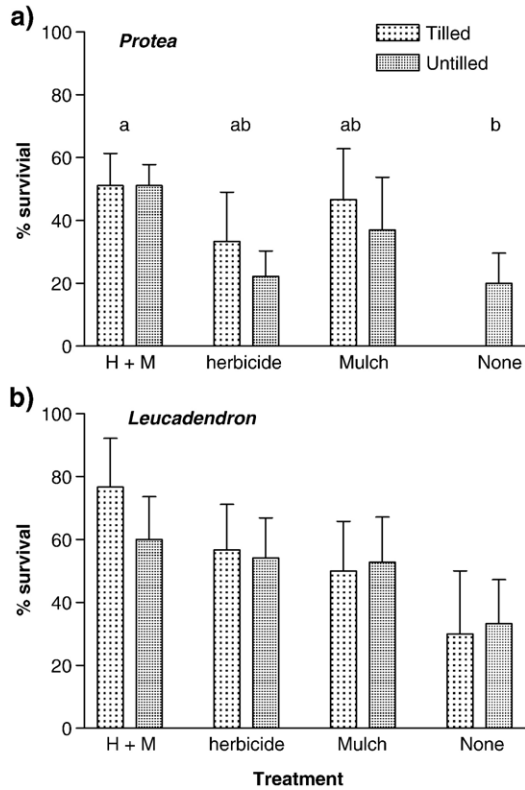 a)
Protea
Tilled
Untilled
a
ab
ab
b
100
80
60
40
20
0
% survivial
H + M
herbicide
Mulch
None
b)
Leucadendron
100
80
60
40
20
0
% survival
H + M
herbicide
Mulch
None
Treatment